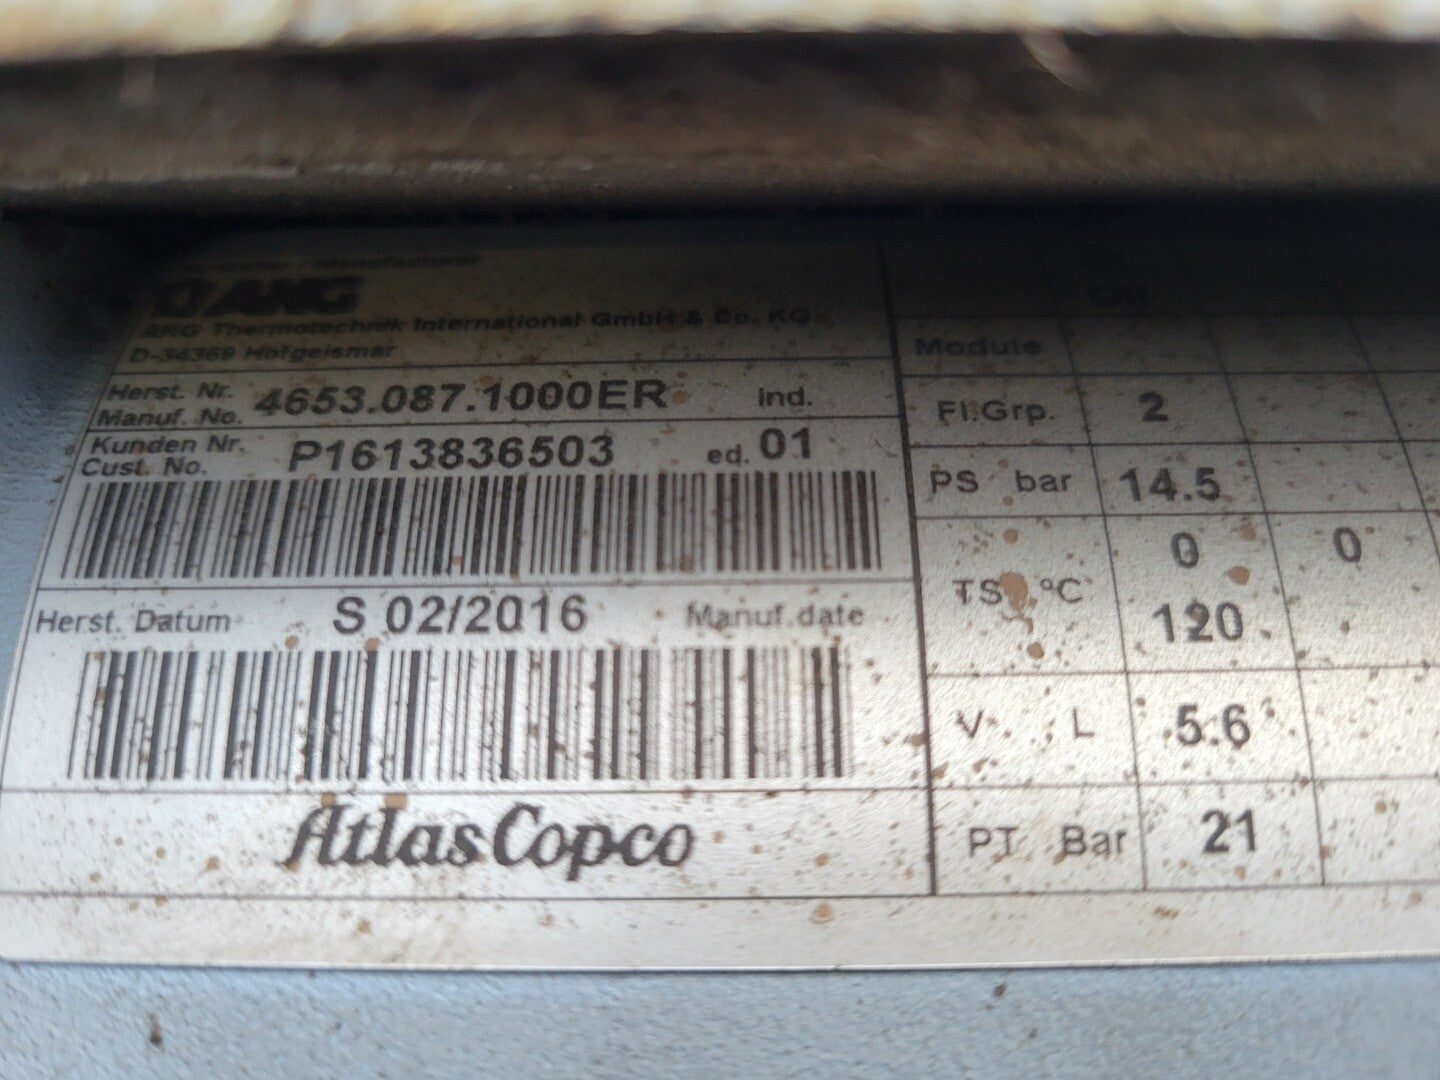 Hersteller / Manufacturer
AKG
AKG Thermotechnik International GmbH & Co. KG
D-34369 Hofgeismar
Herst. Nr.
Manuf. No.
4653.087.1000ER Ind.
Kunden Nr.
Cust. No.
P1613836503 ed. 01
Herst. Datum S 02/2016 Manuf. date
AtlasCopco
Module
Fl.Grp. 2
PS bar 14.5
TS °C
0 0
120
V L 5.6
PT Bar 21